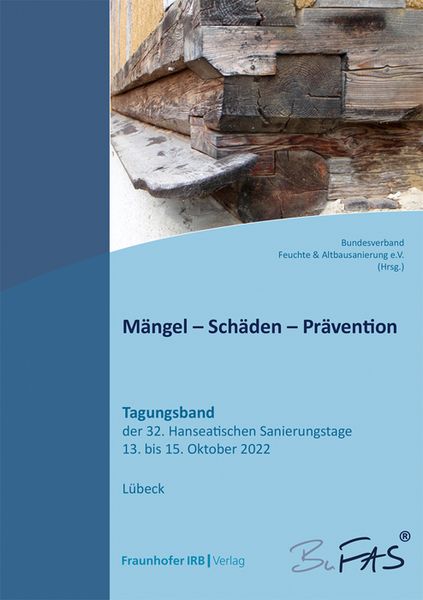 Bundesverband
Feuchte & Altbausanierung e.V.
(Hrsg.)
Mängel – Schäden – Prävention
Tagungsband
der 32. Hanseatischen Sanierungstage
13. bis 15. Oktober 2022
Lübeck
Fraunhofer IRB | Verlag
BuFAS®